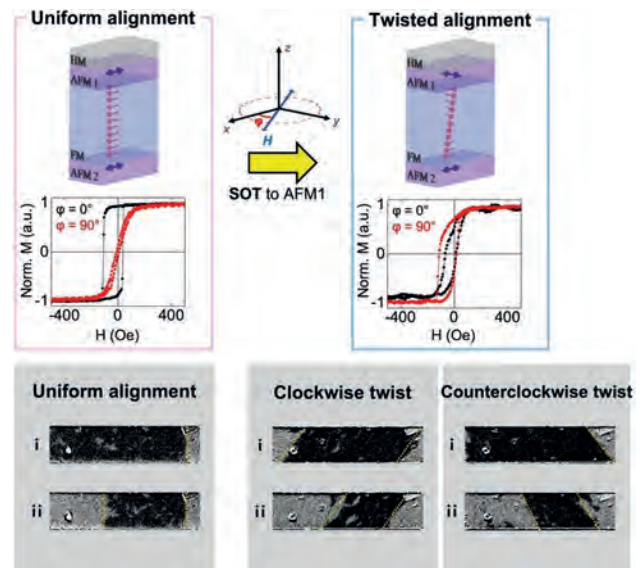 Uniform alignment
HM
AFM 1
FM
AFM 2
z
x
φ
H
y
SOT to AFM1
Twisted alignment
HM
AFM 1
FM
AFM 2
Norm. M (a.u.)
1
0
-1
φ = 0°
φ = 90°
-400
0
400
H (Oe)
Norm. M (a.u.)
1
0
-1
φ = 0°
φ = 90°
-400
0
400
H (Oe)
Uniform alignment
i
ii
Clockwise twist
i
ii
Counterclockwise twist
i
ii